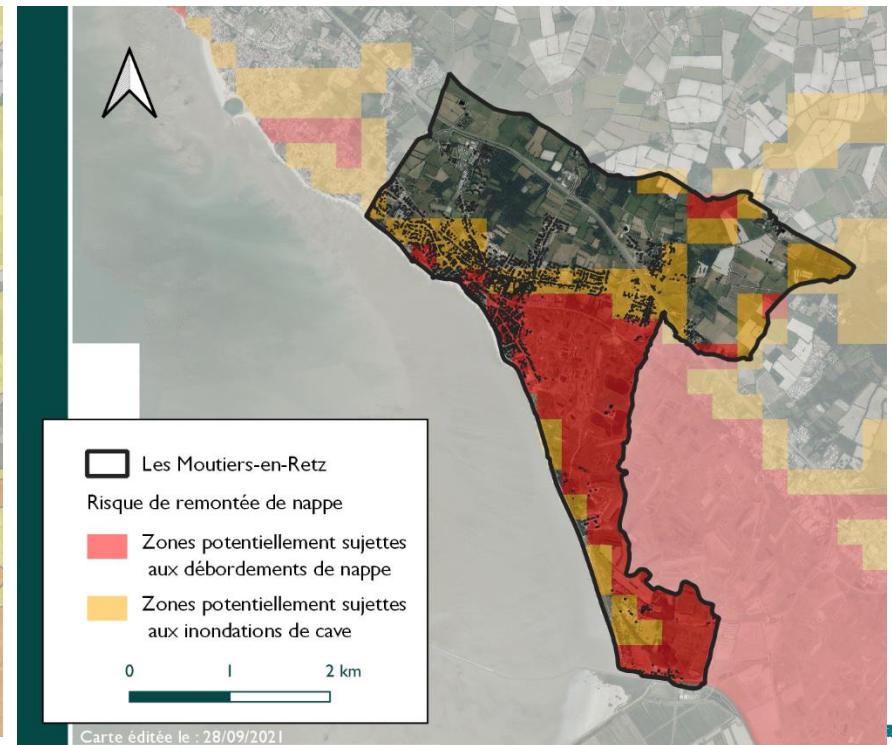 Les Moutiers-en-Retz
Risque de remontée de nappe
Zones potentiellement sujettes
aux débordements de nappe
Zones potentiellement sujettes
aux inondations de cave
0 1 2 km
Carte éditée le : 28/09/2021